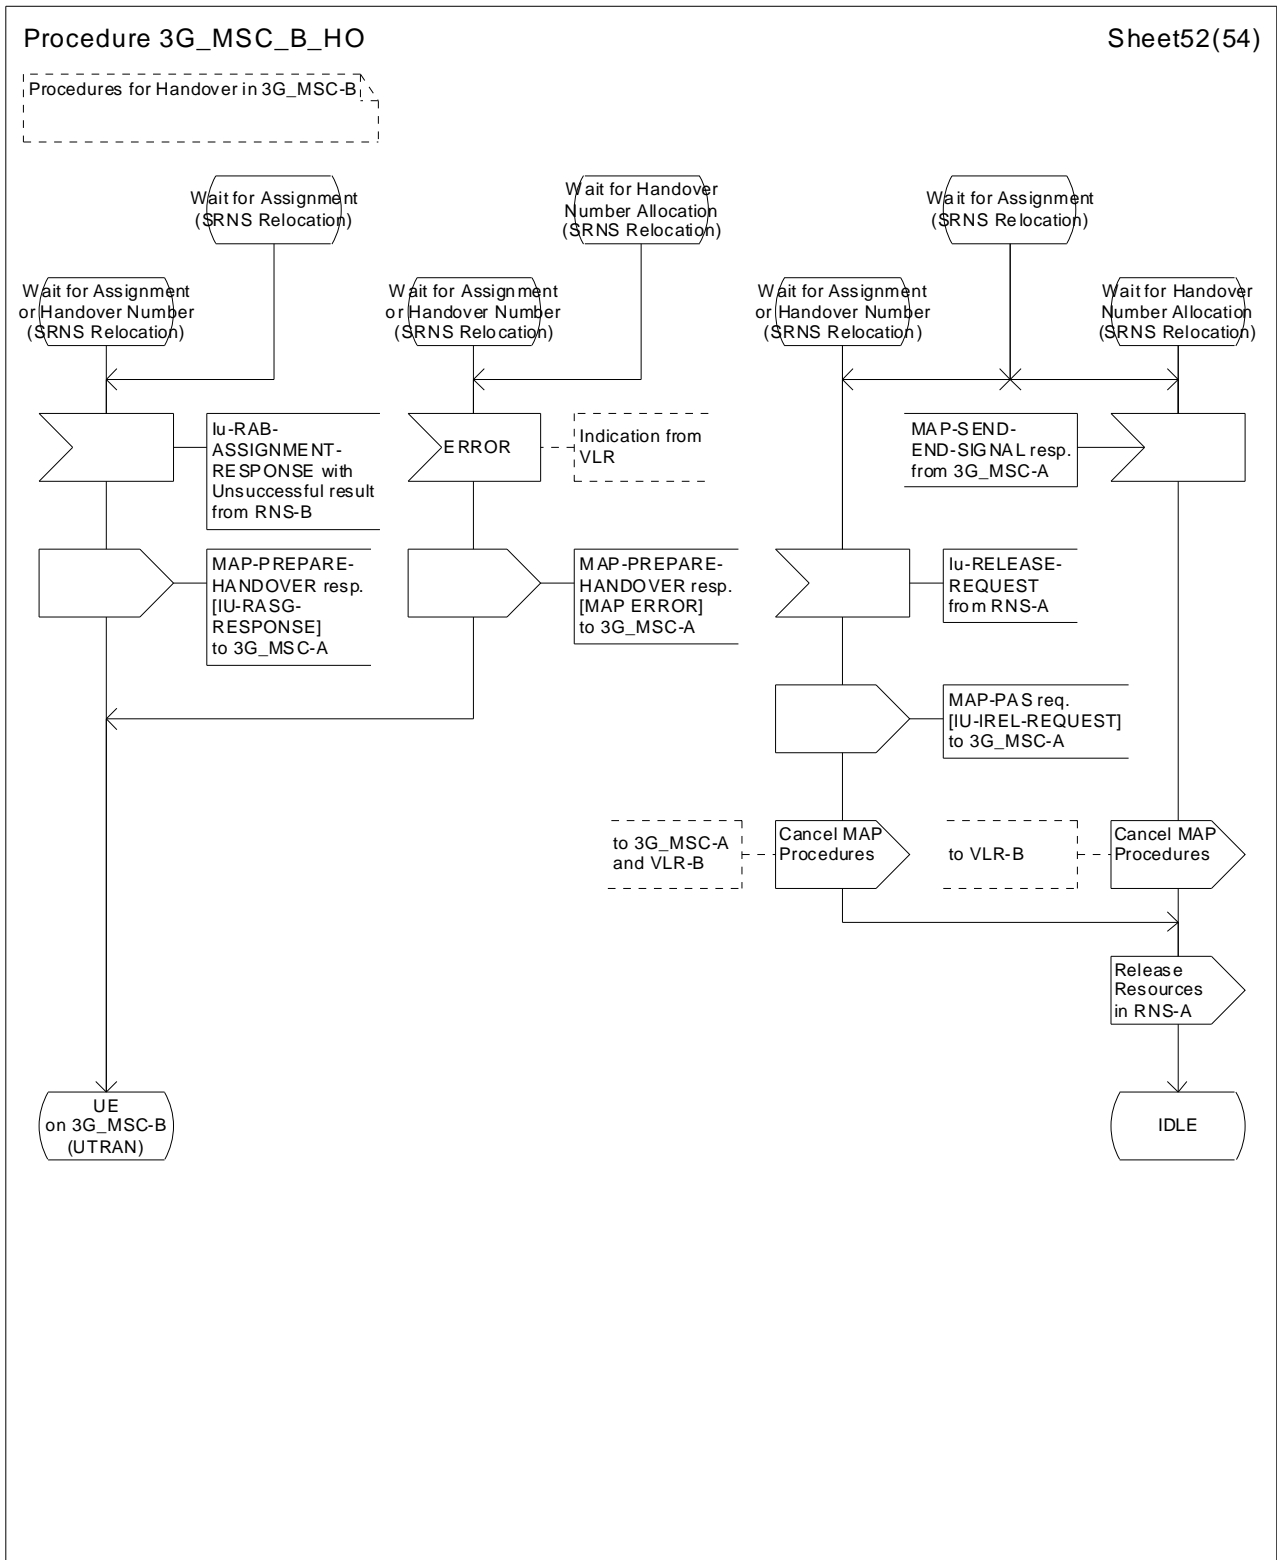 Procedure 3G_MSC_B_HO
Sheet52(54)
Procedures for Handover in 3G_MSC-B
Wait for Assignment
(SRNS Relocation)
Wait for Handover
Number Allocation
(SRNS Relocation)
Wait for Assignment
(SRNS Relocation)
Wait for Assignment
or Handover Number
(SRNS Relocation)
Wait for Assignment
or Handover Number
(SRNS Relocation)
Wait for Assignment
or Handover Number
(SRNS Relocation)
Wait for Handover
Number Allocation
(SRNS Relocation)
Iu-RAB-
ASSIGNMENT-
RESPONSE with
Unsuccessful result
from RNS-B
ERROR
Indication from
VLR
MAP-SEND-
END-SIGNAL resp.
from 3G_MSC-A
MAP-PREPARE-
HANDOVER resp.
[IU-RASG-
RESPONSE]
to 3G_MSC-A
MAP-PREPARE-
HANDOVER resp.
[MAP ERROR]
to 3G_MSC-A
Iu-RELEASE-
REQUEST
from RNS-A
MAP-PAS req.
[IU-IREL-REQUEST]
to 3G_MSC-A
to 3G_MSC-A
and VLR-B
Cancel MAP
Procedures
to VLR-B
Cancel MAP
Procedures
Release
Resources
in RNS-A
UE
on 3G_MSC-B
(UTRAN)
IDLE